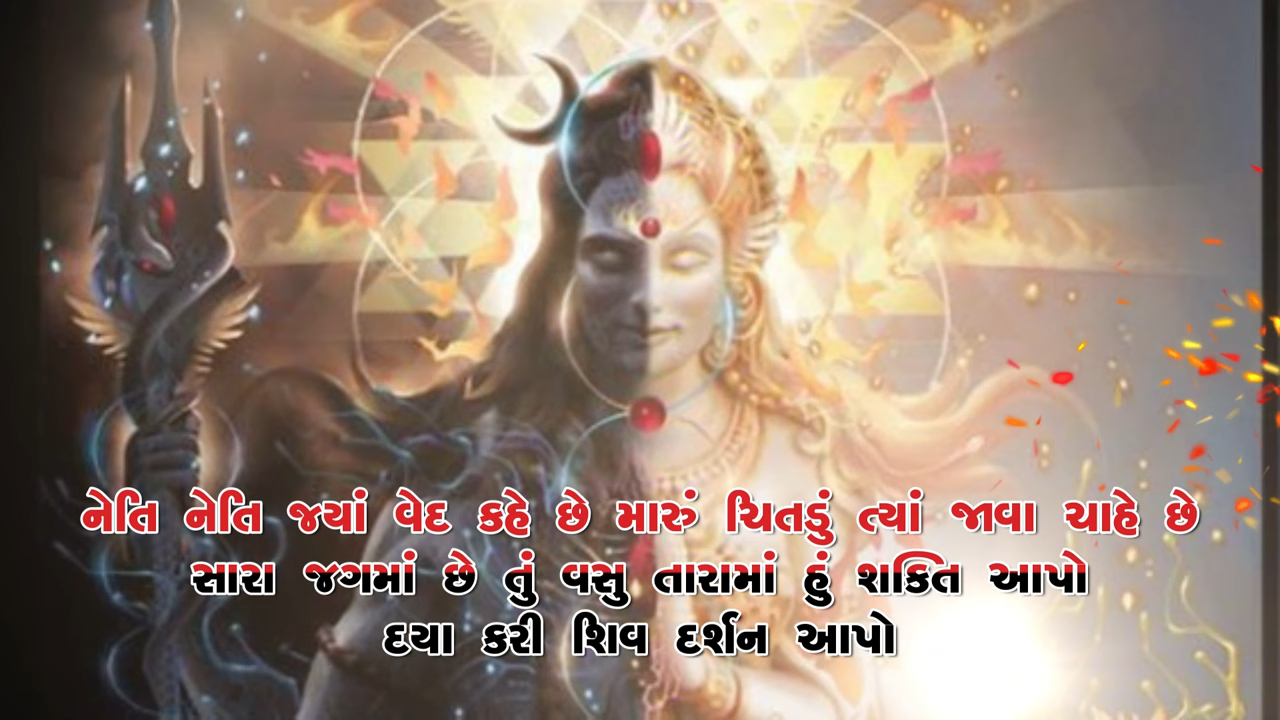 નેતિ નેતિ જ્યાં વેદ કહે છે મારું ચિતડું ત્યાં જાવા ચાહે છે
સારા જગમાં છે તું વસુ તારામાં હું શકિત આપો
દયા કરી શિવ દર્શન આપો